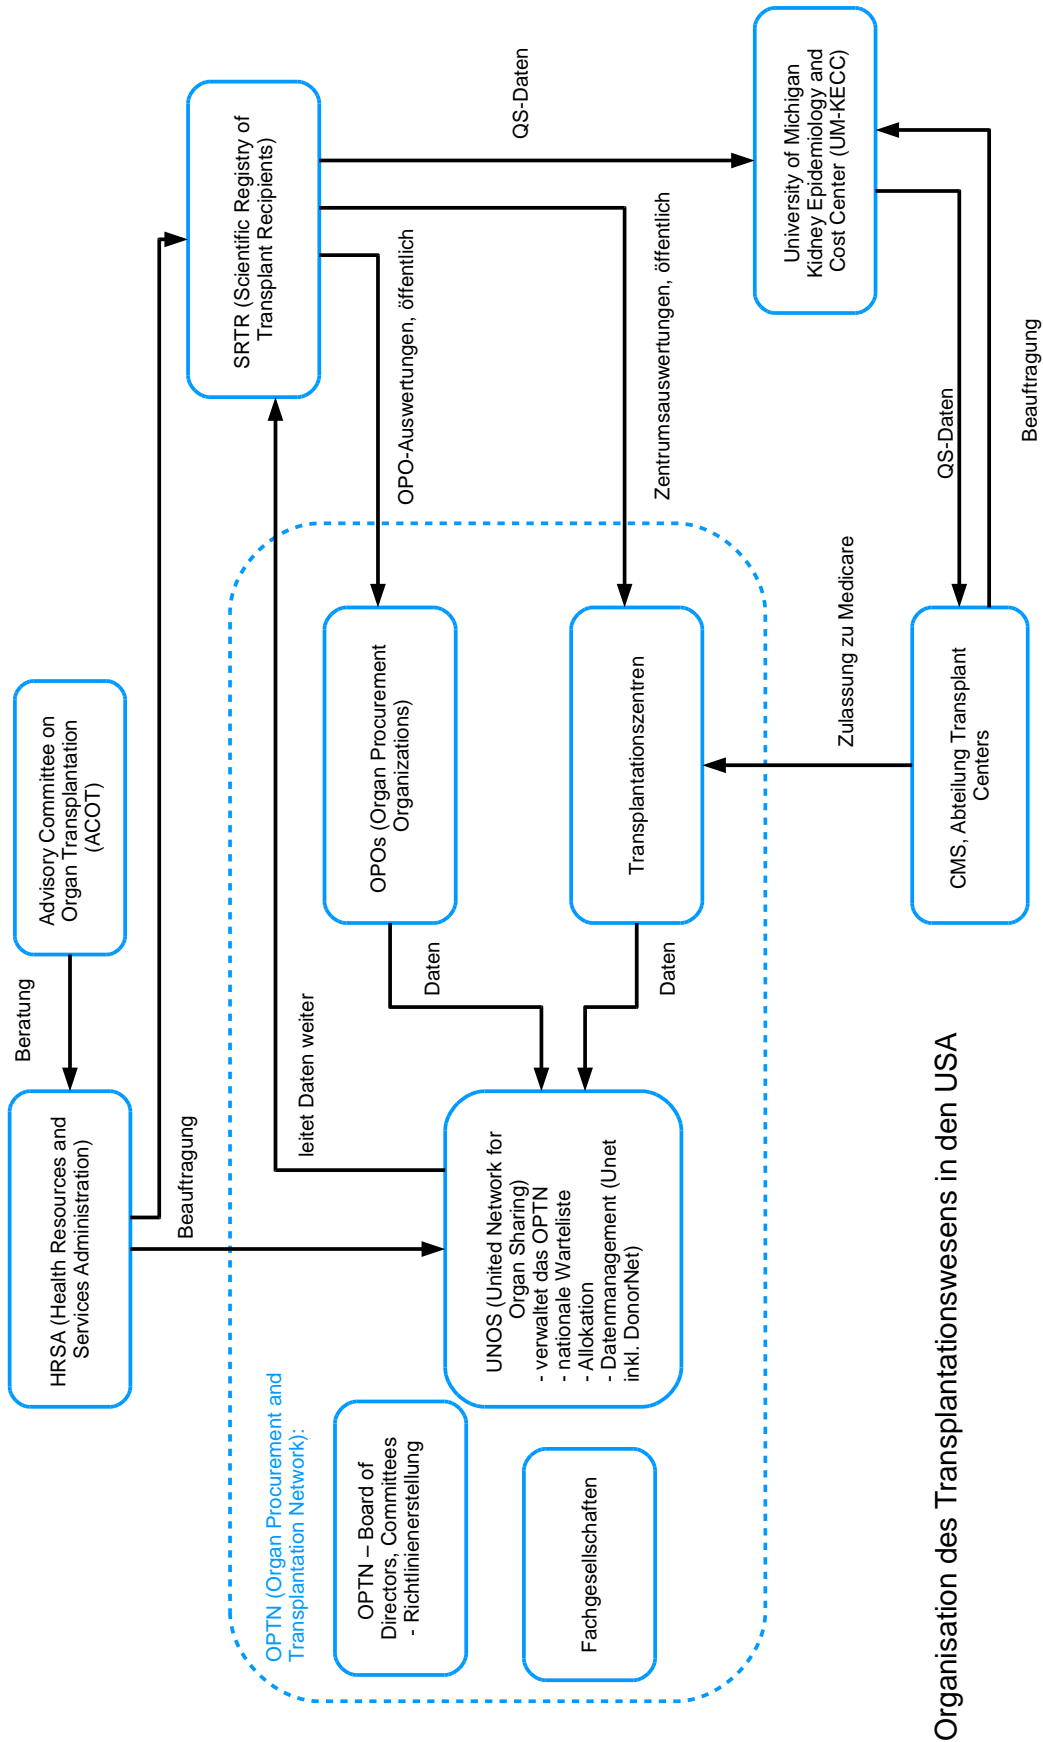 HRSA (Health Resources and
Services Administration)
Beratung
Advisory Committee on
Organ Transplantation
(ACOT)
Beauftragung
SRTR (Scientific Registry of
Transplant Recipients)
OPTN (Organ Procurement and
Transplantation Network):
leitet Daten weiter
OPTN – Board of
Directors, Committees
- Richtlinienerstellung
Daten
OPOs (Organ Procurement
Organizations)
OPO-Auswertungen, öffentlich
QS-Daten
UNOS (United Network for
Organ Sharing)
- verwaltet das OPTN
- nationale Warteliste
- Allokation
- Datenmanagement (Unet
inkl. DonorNet)
Fachgesellschaften
Daten
Transplantationszentren
Zentrumsauswertungen, öffentlich
University of Michigan
Kidney Epidemiology and
Cost Center (UM-KECC)
Zulassung zu Medicare
QS-Daten
CMS, Abteilung Transplant
Centers
Beauftragung
Organisation des Transplantationswesens in den USA